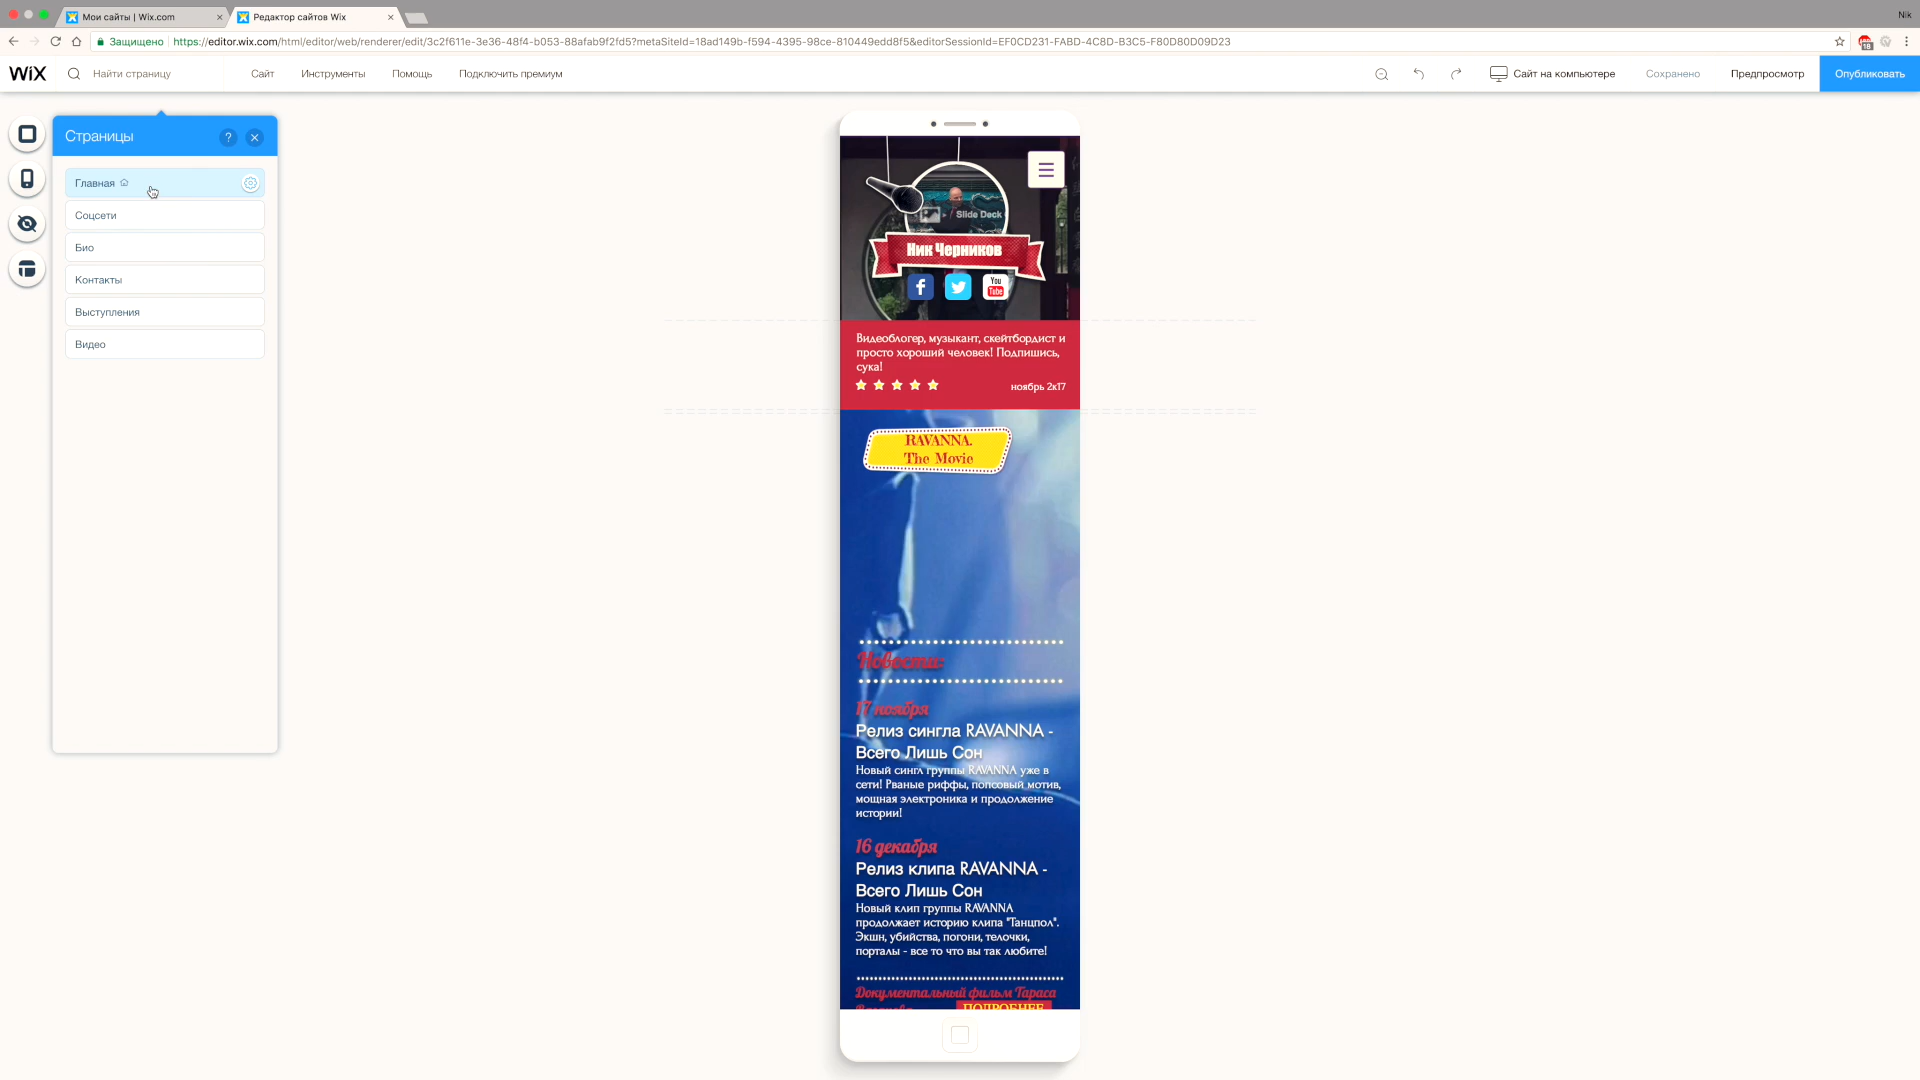 Мои сайты | Wix.com
Редактор сайтов Wix
Nik
Защищено
https://editor.wix.com/html/editor/web/renderer/edit/3c2f611e-3e36-48f4-b053-88afab9f2fd5?metaSiteId=18ad149b-f594-4395-98ce-810449edd8f5&editorSessionId=EF0CD231-FABD-4C8D-B3C5-F80D80D09D23
18
WiX
Найти страницу
Сайт
Инструменты
Помощь
Подключить премиум
Сайт на компьютере
Сохранено
Предпросмотр
Опубликовать
Страницы
?
Главная
Соцсети
Био
Контакты
Выступления
Видео
Slide Deck
Ник Черников
You
Tube
Видеоблогер, музыкант, скейтбордист и
просто хороший человек! Подпишись,
сука!
ноябрь 2к17
RAVANNA.
The Movie
Новости:
17 ноября
Релиз сингла RAVANNA -
Всего Лишь Сон
Новый сингл группы RAVANNA уже в
сети! Рваные риффы, попсовый мотив,
мощная электроника и продолжение
истории!
16 декабря
Релиз клипа RAVANNA -
Всего Лишь Сон
Новый клип группы RAVANNA
продолжает историю клипа "Танцпол".
Экшн, убийства, погони, телочки,
порталы - все то что вы так любите!
Документальный фильм Тараса
ПОДРОБНЕЕ